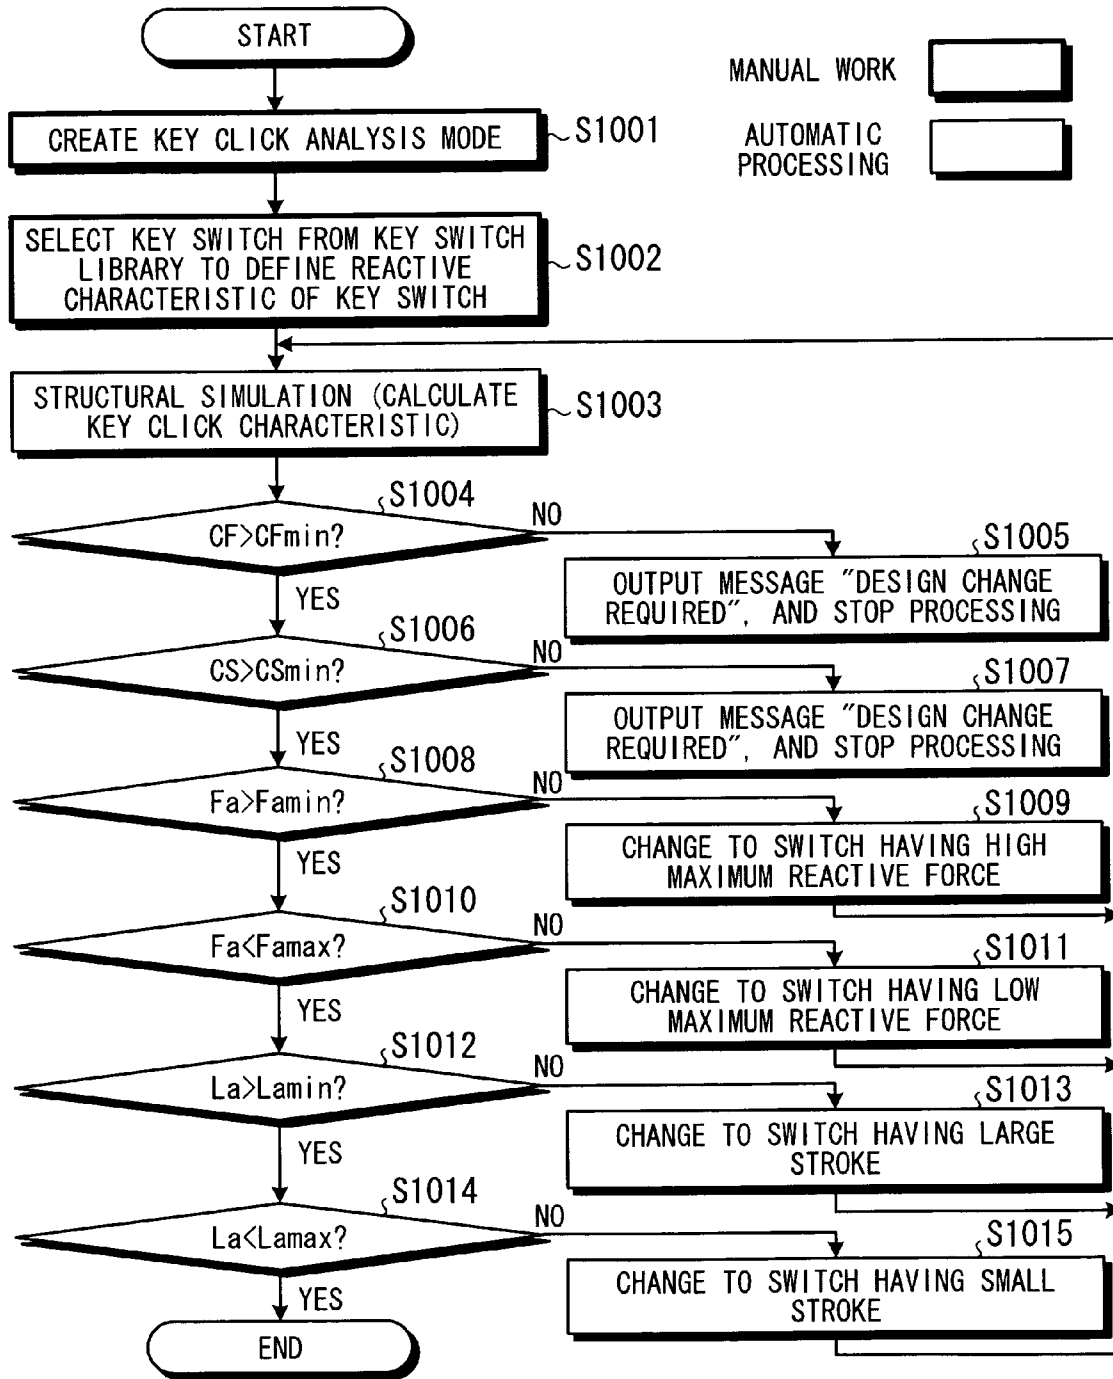 START
MANUAL WORK
AUTOMATIC
PROCESSING
CREATE KEY CLICK ANALYSIS MODE
S1001
SELECT KEY SWITCH FROM KEY SWITCH
LIBRARY TO DEFINE REACTIVE
CHARACTERISTIC OF KEY SWITCH
S1002
STRUCTURAL SIMULATION (CALCULATE
KEY CLICK CHARACTERISTIC)
S1003
S1004
CF>CFmin?
NO
YES
S1005
OUTPUT MESSAGE "DESIGN CHANGE
REQUIRED", AND STOP PROCESSING
S1006
CS>CSmin?
NO
YES
S1007
OUTPUT MESSAGE "DESIGN CHANGE
REQUIRED", AND STOP PROCESSING
S1008
Fa>Famin?
NO
YES
S1009
CHANGE TO SWITCH HAVING HIGH
MAXIMUM REACTIVE FORCE
S1010
Fa<Famax?
NO
YES
S1011
CHANGE TO SWITCH HAVING LOW
MAXIMUM REACTIVE FORCE
S1012
La>Lamin?
NO
YES
S1013
CHANGE TO SWITCH HAVING LARGE
STROKE
S1014
La<Lamax?
NO
YES
S1015
CHANGE TO SWITCH HAVING SMALL
STROKE
END